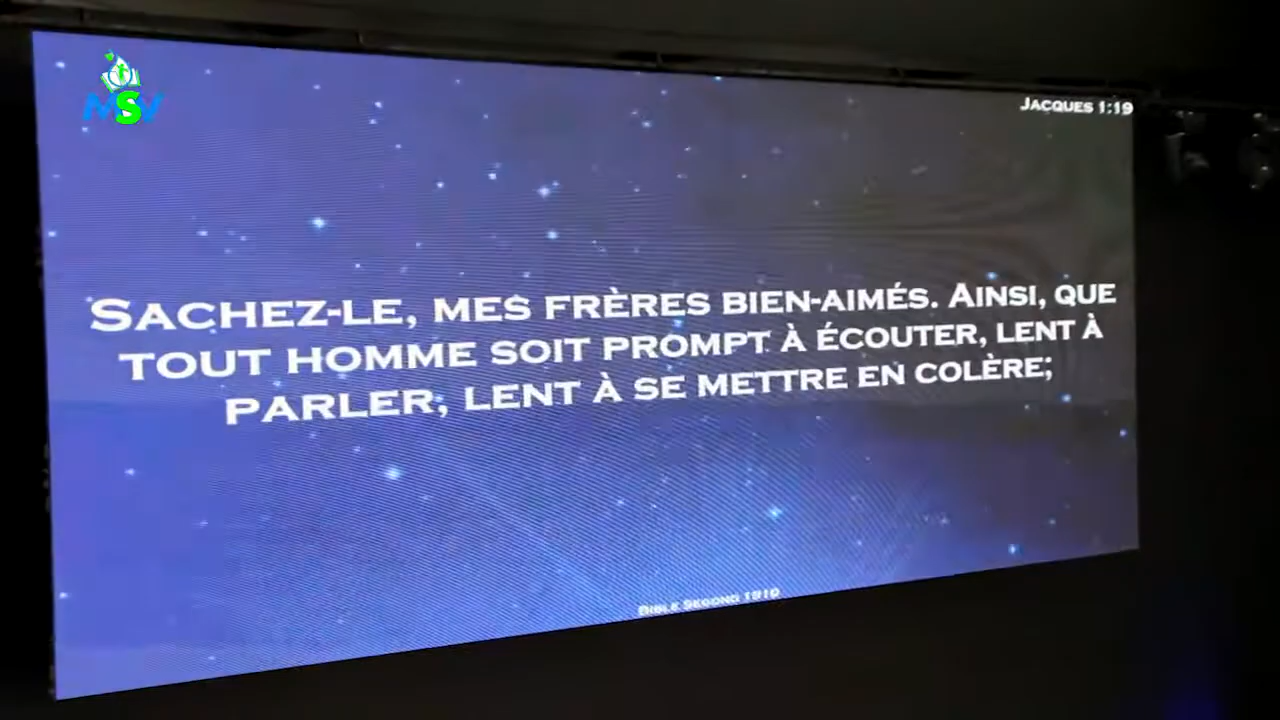 MSV
JACQUES 1:19
SACHEZ-LE, MES FRÈRES BIEN-AIMÉS. AINSI, QUE
TOUT HOMME SOIT PROMPT À ÉCOUTER, LENT À
PARLER, LENT À SE METTRE EN COLÈRE;
BIBLE SEGOND 1910